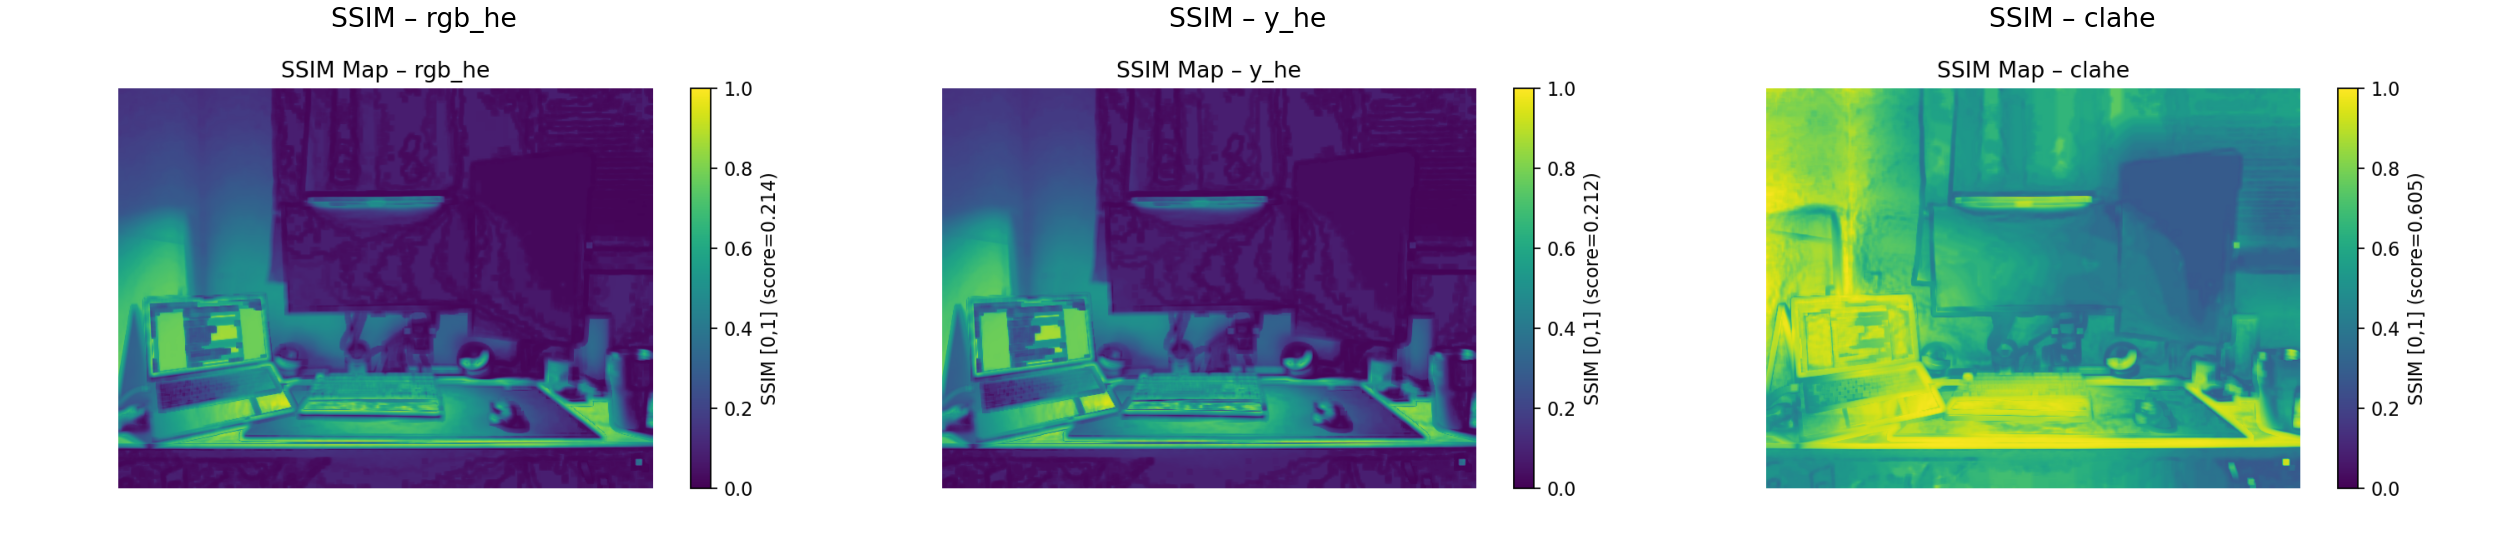 SSIM – rgb_he
SSIM Map – rgb_he
1.0
0.8
0.6
0.4
0.2
0.0
SSIM [0,1] (score=0.214)
SSIM – y_he
SSIM Map – y_he
1.0
0.8
0.6
0.4
0.2
0.0
SSIM [0,1] (score=0.212)
SSIM – clahe
SSIM Map – clahe
1.0
0.8
0.6
0.4
0.2
0.0
SSIM [0,1] (score=0.605)